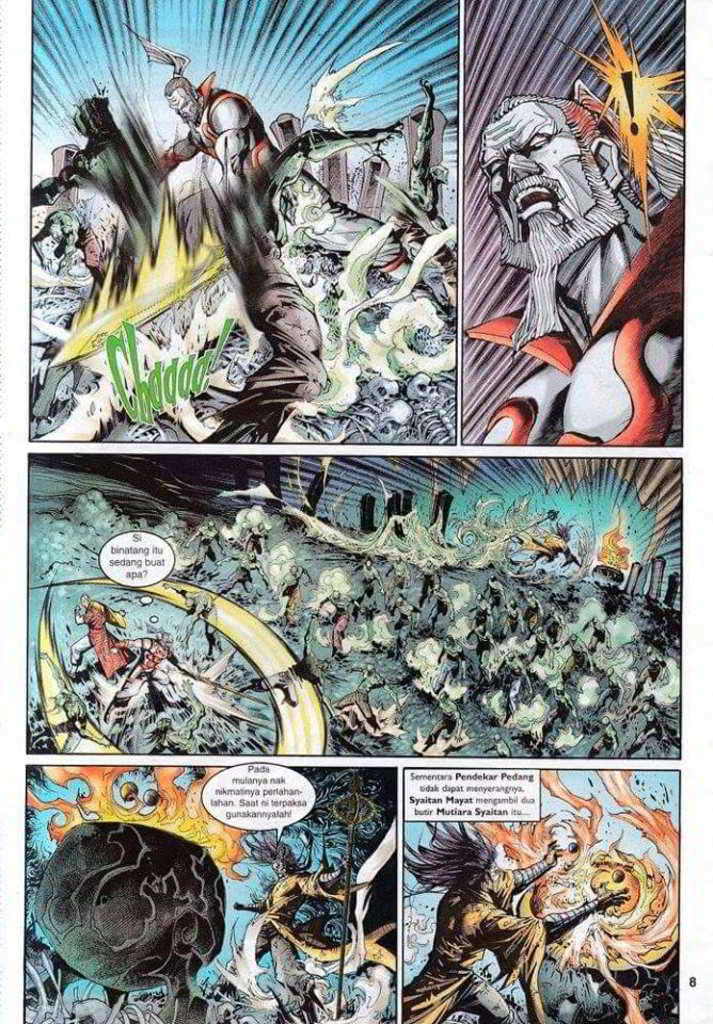 !
Chaaaa!
Si
binatang itu
sedang buat
apa?
Pada
mulanya nak
nikmatinya perlahan-
lahan. Saat ni terpaksa
gunakannyalah!
Sementara Pendekar Pedang
tidak dapat menyerangnya,
Syaitan Mayat mengambil dua
butir Mutiara Syaitan itu...
8